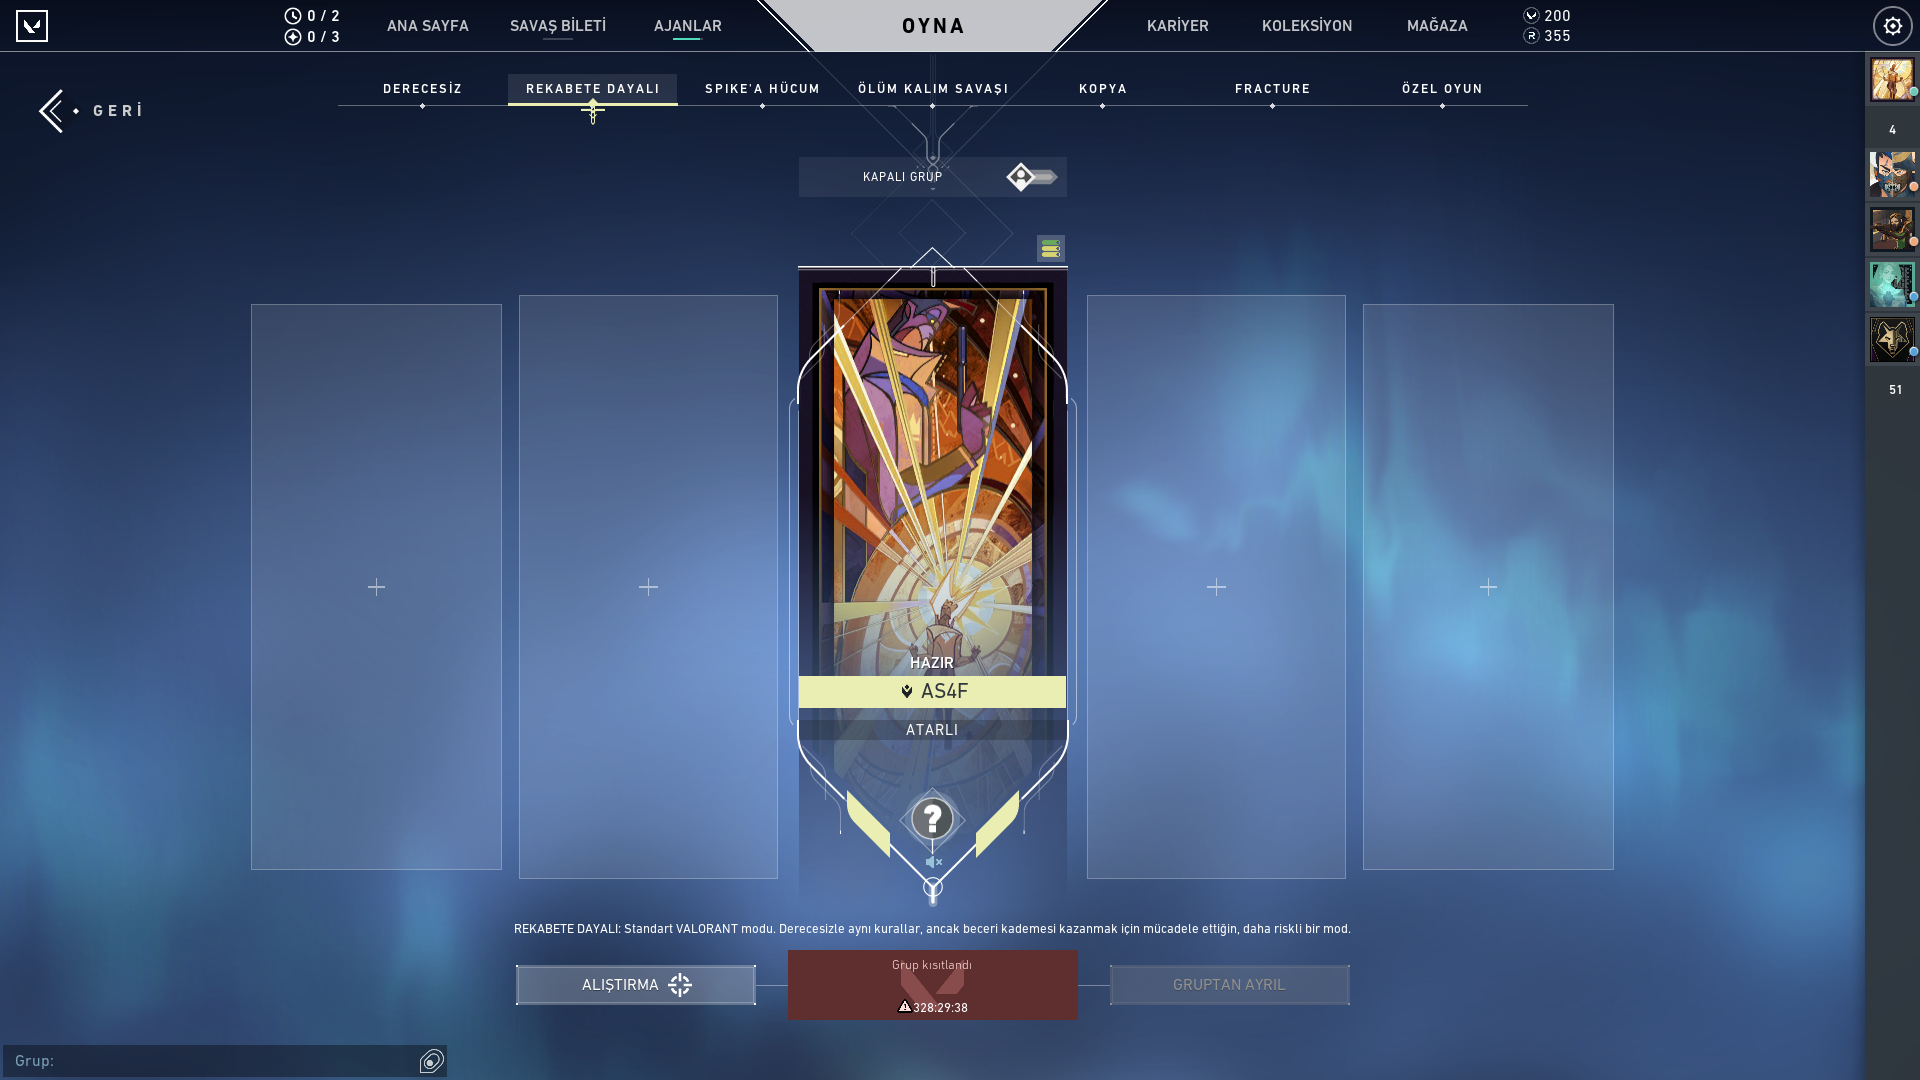 0 / 2
0 / 3
ANA SAYFA
SAVAŞ BİLETİ
AJANLAR
OYNA
KARİYER
KOLEKSİYON
MAĞAZA
200
355
GERİ
DERECESİZ
REKABETE DAYALI
SPIKE'A HÜCUM
ÖLÜM KALIM SAVAŞI
KOPYA
FRACTURE
ÖZEL OYUN
4
KAPALI GRUP
51
HAZIR
AS4F
ATARLI
?
REKABETE DAYALI: Standart VALORANT modu. Derecesizle aynı kurallar, ancak beceri kademesi kazanmak için mücadele ettiğin, daha riskli bir mod.
ALIŞTIRMA
Grup kısıtlandı
328:29:38
GRUPTAN AYRIL
Grup: